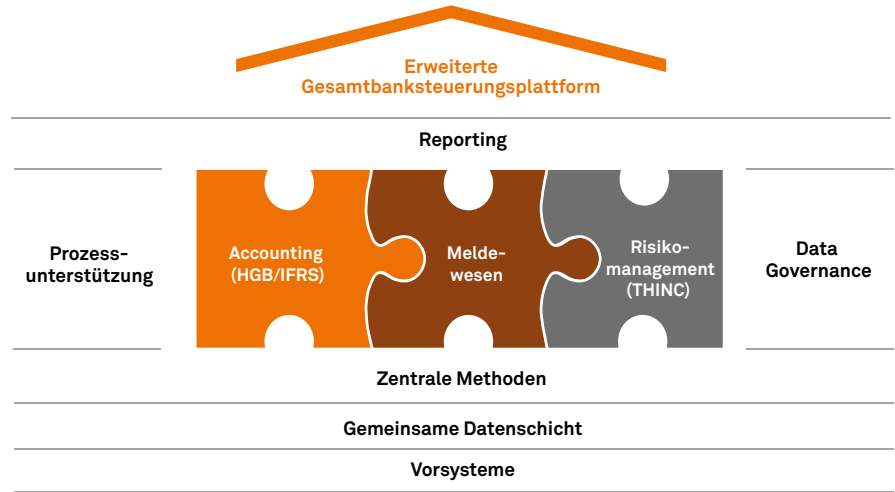 Erweiterte
Gesamtbanksteuerungsplattform
Reporting
Prozess-
unterstützung
Accounting
(HGB/IFRS)
Melde-
wesen
Risiko-
management
(THINC)
Data
Governance
Zentrale Methoden
Gemeinsame Datenschicht
Vorsysteme